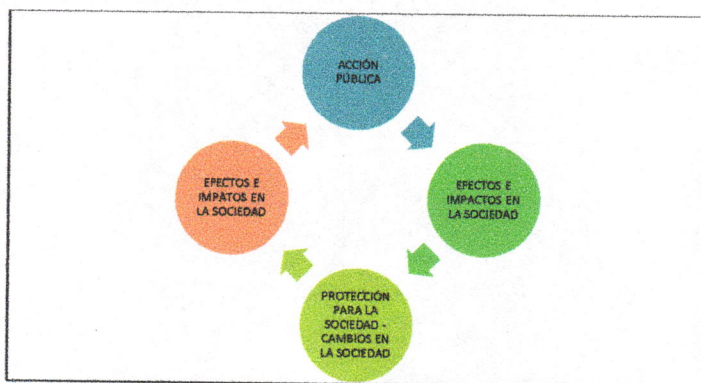 ACCIÓN
PÚBLICA
EFECTOS E
IMPACTOS EN
LA SOCIEDAD
PROTECCIÓN
PARA LA
SOCIEDAD -
CAMBIOS EN
LA SOCIEDAD
EFECTOS E
IMPATOS EN
LA SOCIEDAD